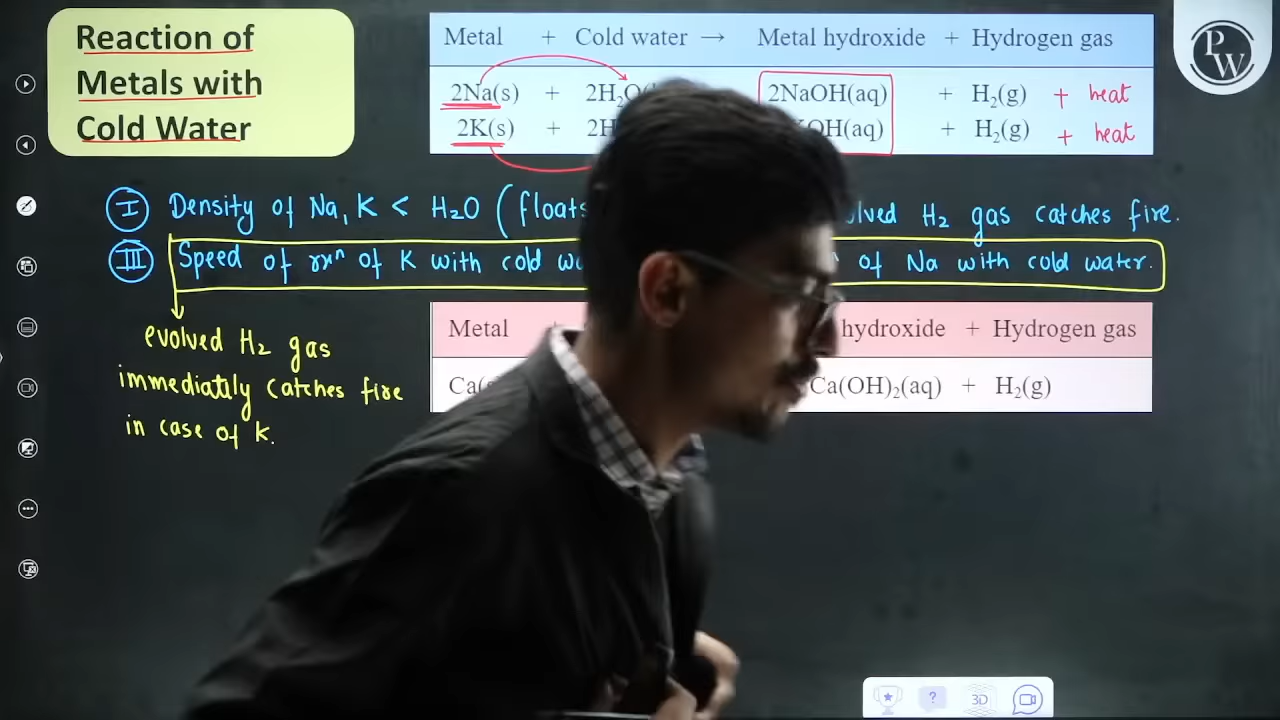 Reaction of
Metals with
Cold Water
Metal + Cold water → Metal hydroxide + Hydrogen gas
2Na(s) + 2H₂O( 2NaOH(aq) + H₂(g) + heat
2K(s) + 2H OH(aq) + H₂(g) + heat
I Density of Na, K < H₂O (floats H₂ gas catches fire.
III Speed of rxⁿ of K with cold of Na with cold water.
evolved H₂ gas
immediately catches fire
in case of K.
Metal hydroxide + Hydrogen gas
Ca( Ca(OH)₂(aq) + H₂(g)
PW
?
3D